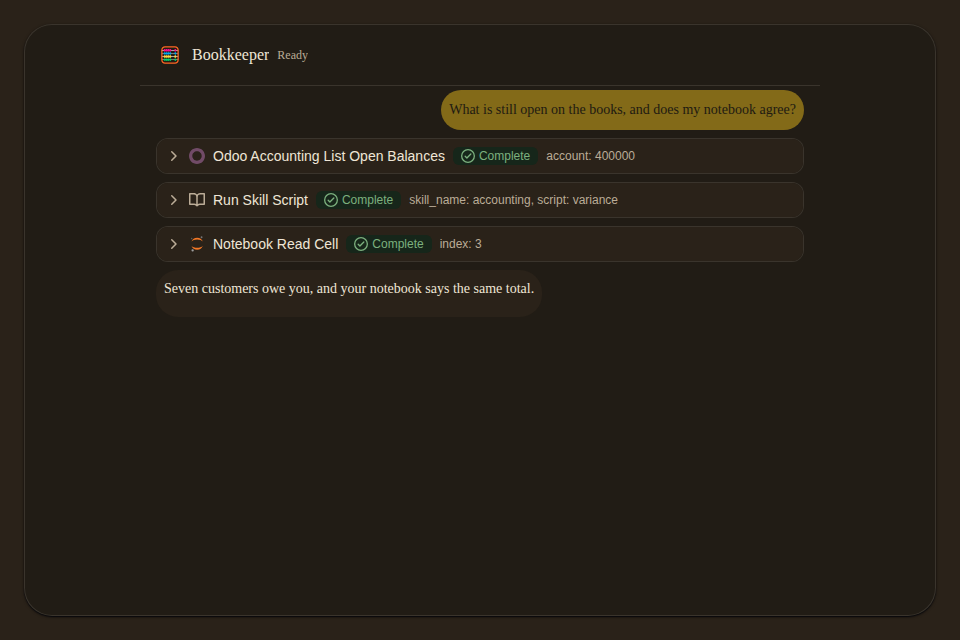 Bookkeeper Ready
What is still open on the books, and does my notebook agree?
Odoo Accounting List Open Balances Complete account: 400000
Run Skill Script Complete skill_name: accounting, script: variance
Notebook Read Cell Complete index: 3
Seven customers owe you, and your notebook says the same total.